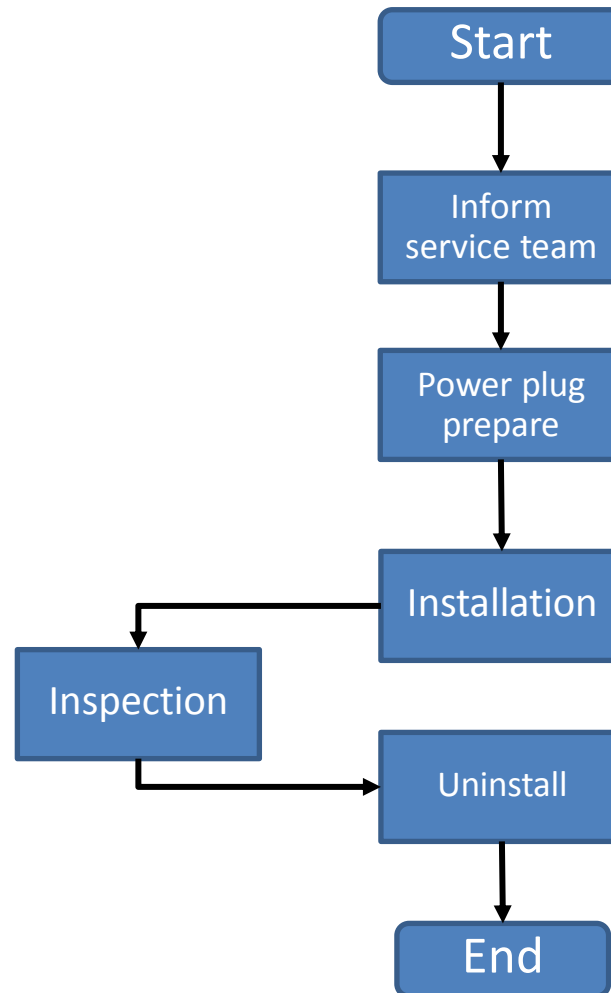 Start
Inform
service team
Power plug
prepare
Installation
Inspection
Uninstall
End